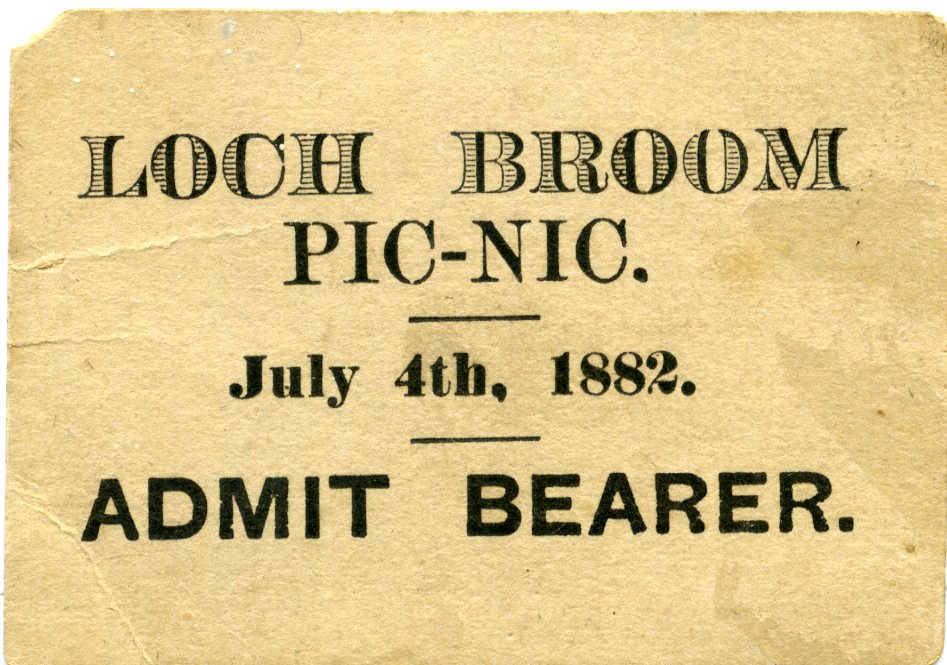 LOCH BROOM
PIC-NIC.
July 4th, 1882.
ADMIT BEARER.